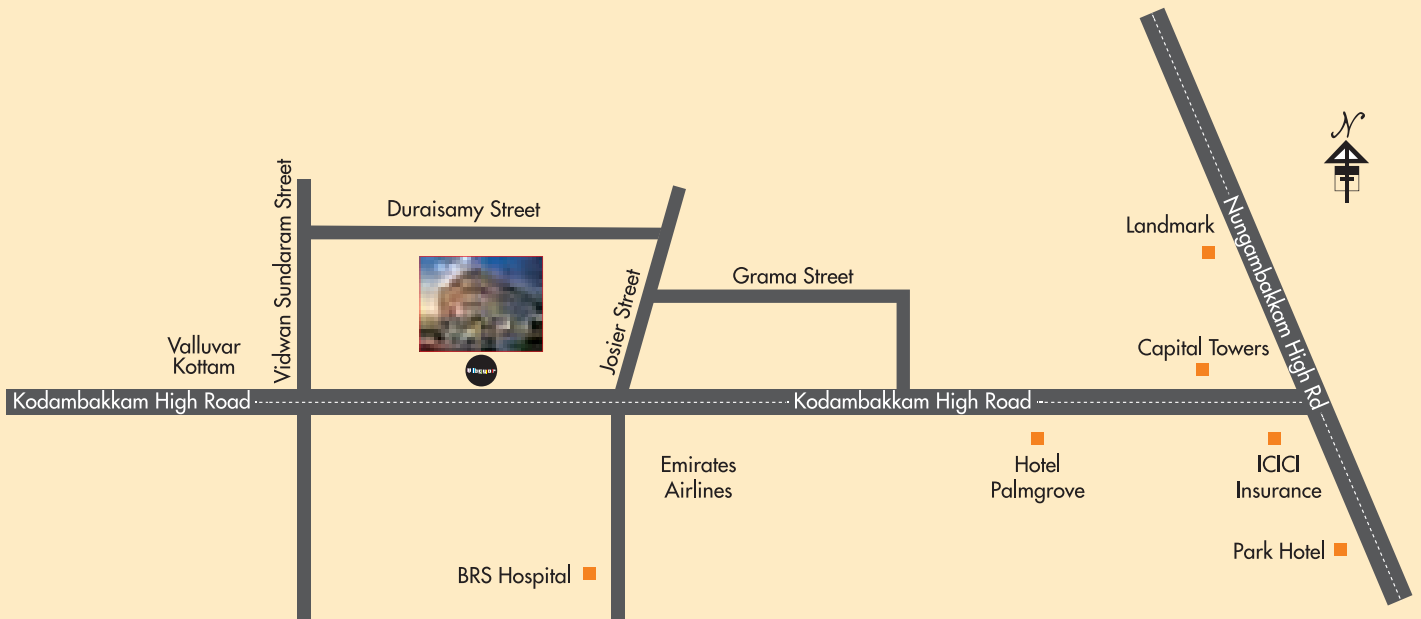 N
Vidwan Sundaram Street
Duraisamy Street
Landmark
Nungambakkam High Rd
Grama Street
Josier Street
Valluvar
Kottam
Capital Towers
Kodambakkam High Road
Kodambakkam High Road
Emirates
Airlines
Hotel
Palmgrove
ICICI
Insurance
Park Hotel
BRS Hospital